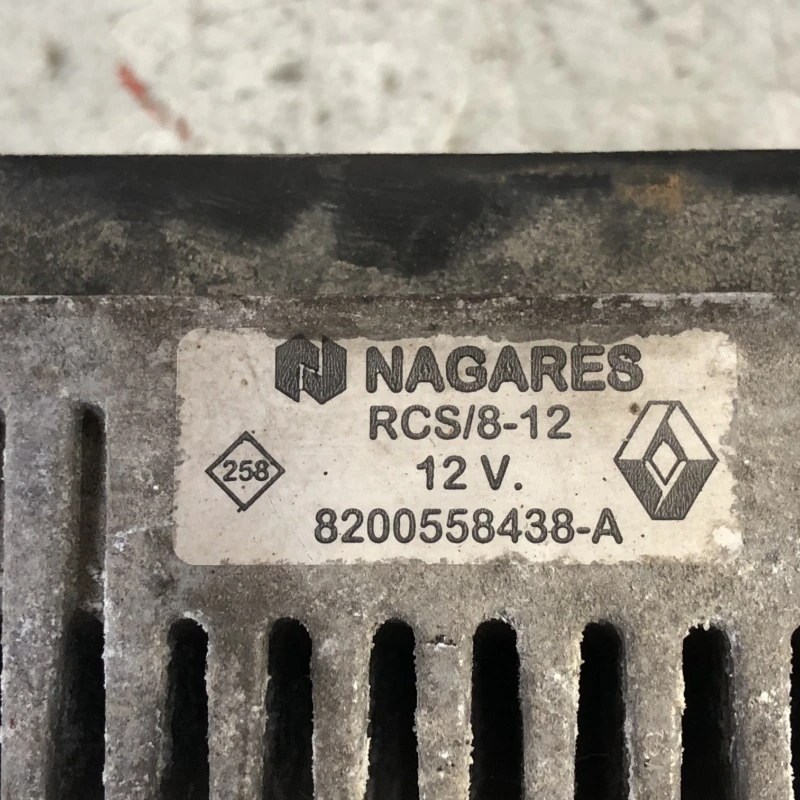 N NAGARES
RCS/8-12
258
12 V.
8200558438-A